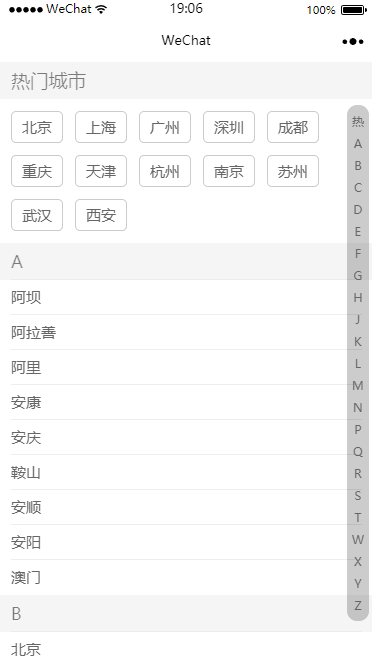 WeChat 19:06 100%
WeChat
热门城市
北京 上海 广州 深圳 成都
重庆 天津 杭州 南京 苏州
武汉 西安
A
阿坝
阿拉善
阿里
安康
安庆
鞍山
安顺
安阳
澳门
B
北京
热
A
B
C
D
E
F
G
H
J
K
L
M
N
P
Q
R
S
T
W
X
Y
Z